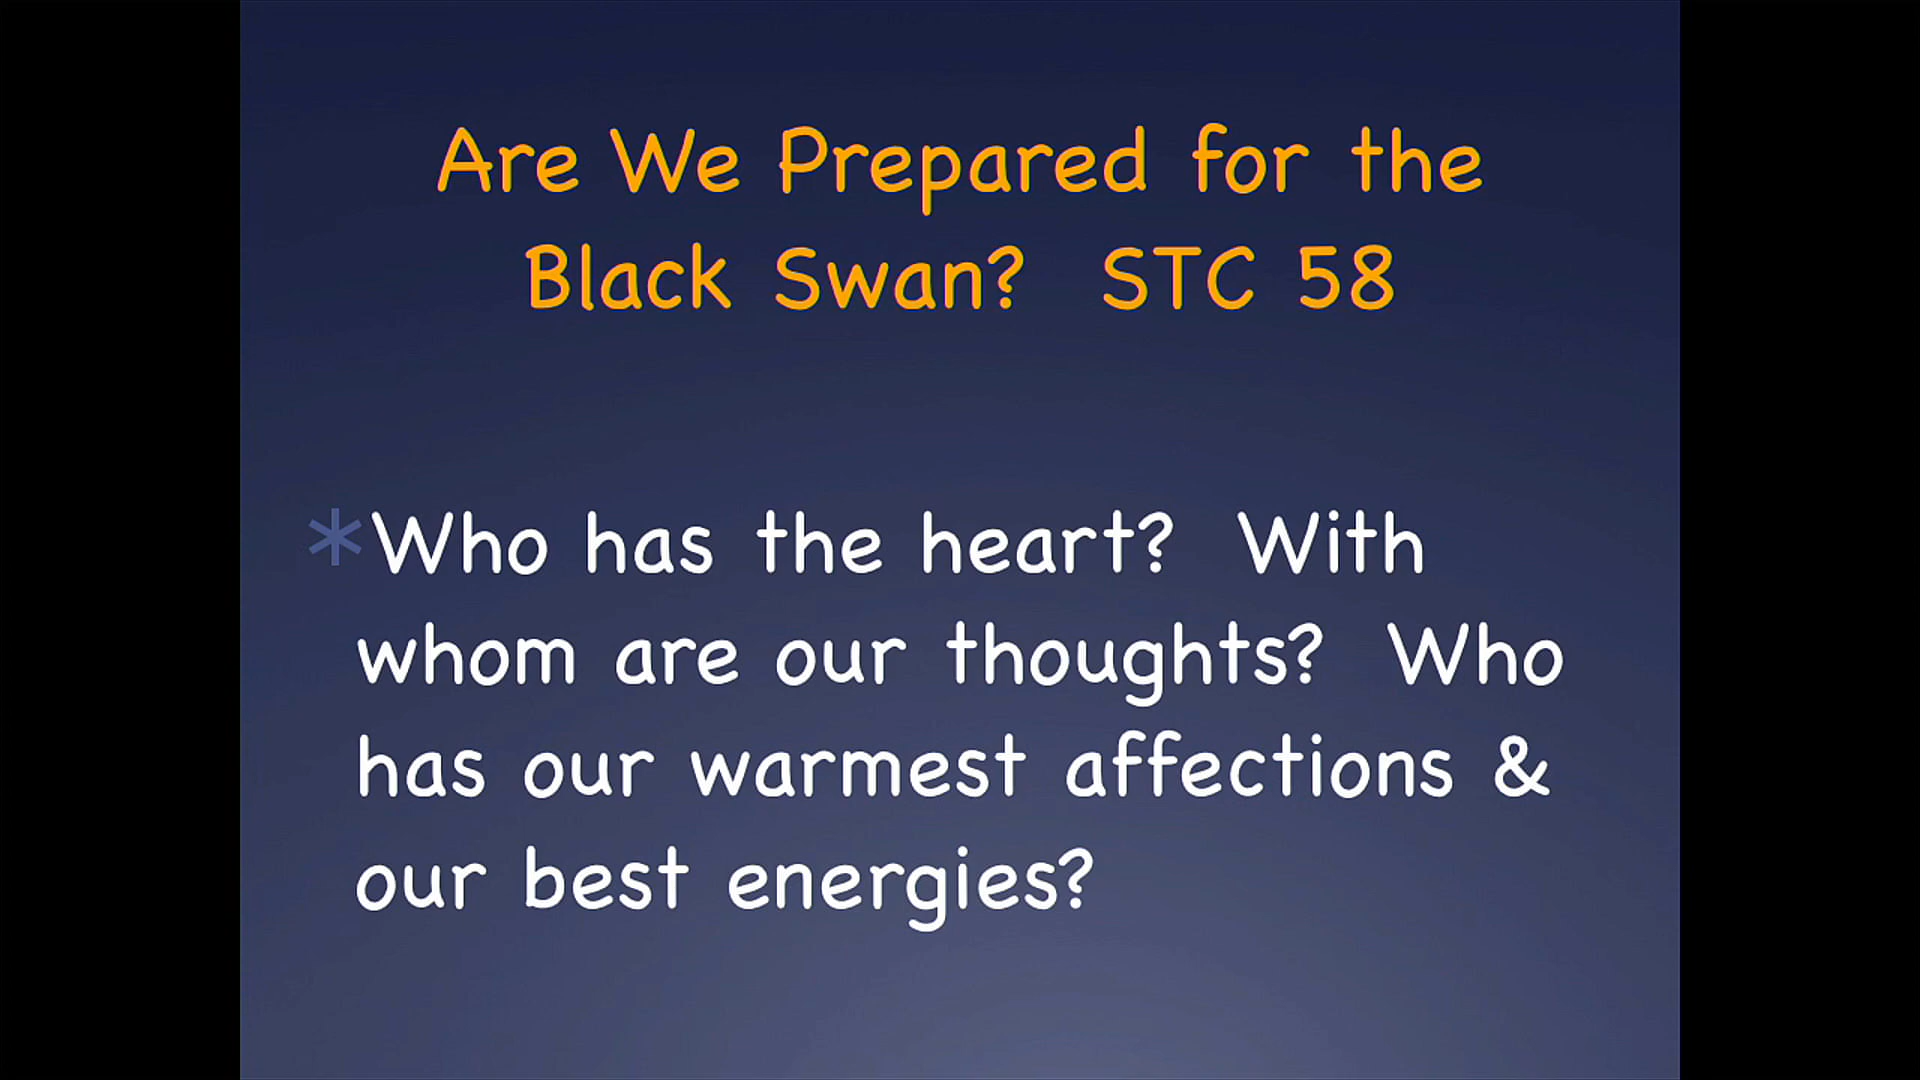 Are We Prepared for the
Black Swan? STC 58
*Who has the heart? With
whom are our thoughts? Who
has our warmest affections &
our best energies?